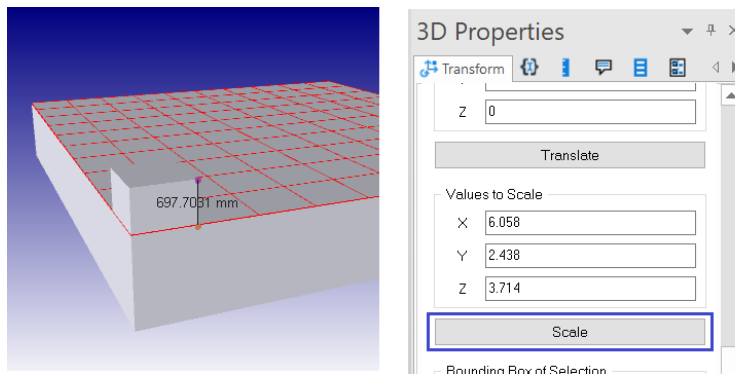 697.7031 mm
3D Properties
Transform
Z 0
Translate
Values to Scale
X 6.058
Y 2.438
Z 3.714
Scale
Bounding Box of Selection